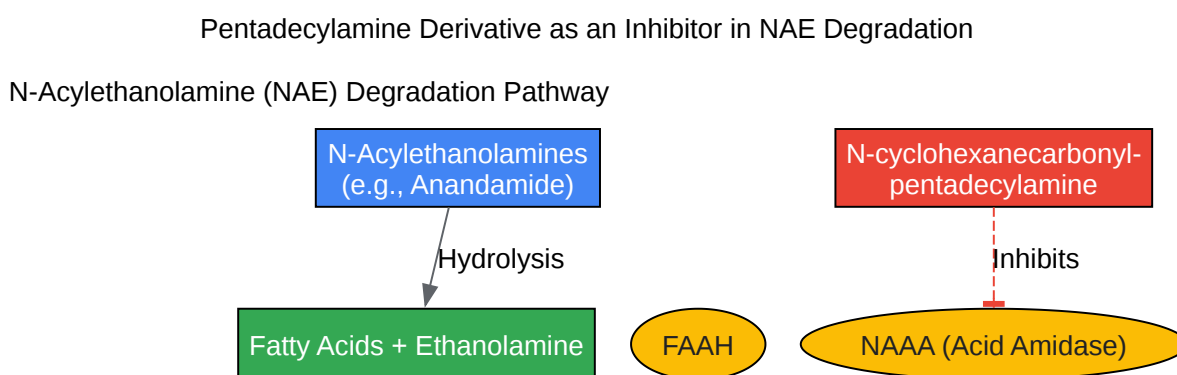 Pentadecylamine Derivative as an Inhibitor in NAE Degradation
N-Acylethanolamine (NAE) Degradation Pathway
N-Acylethanolamines
(e.g., Anandamide)
N-cyclohexanecarbonyl-
pentadecylamine
Hydrolysis
Inhibits
Fatty Acids + Ethanolamine
FAAH
NAAA (Acid Amidase)